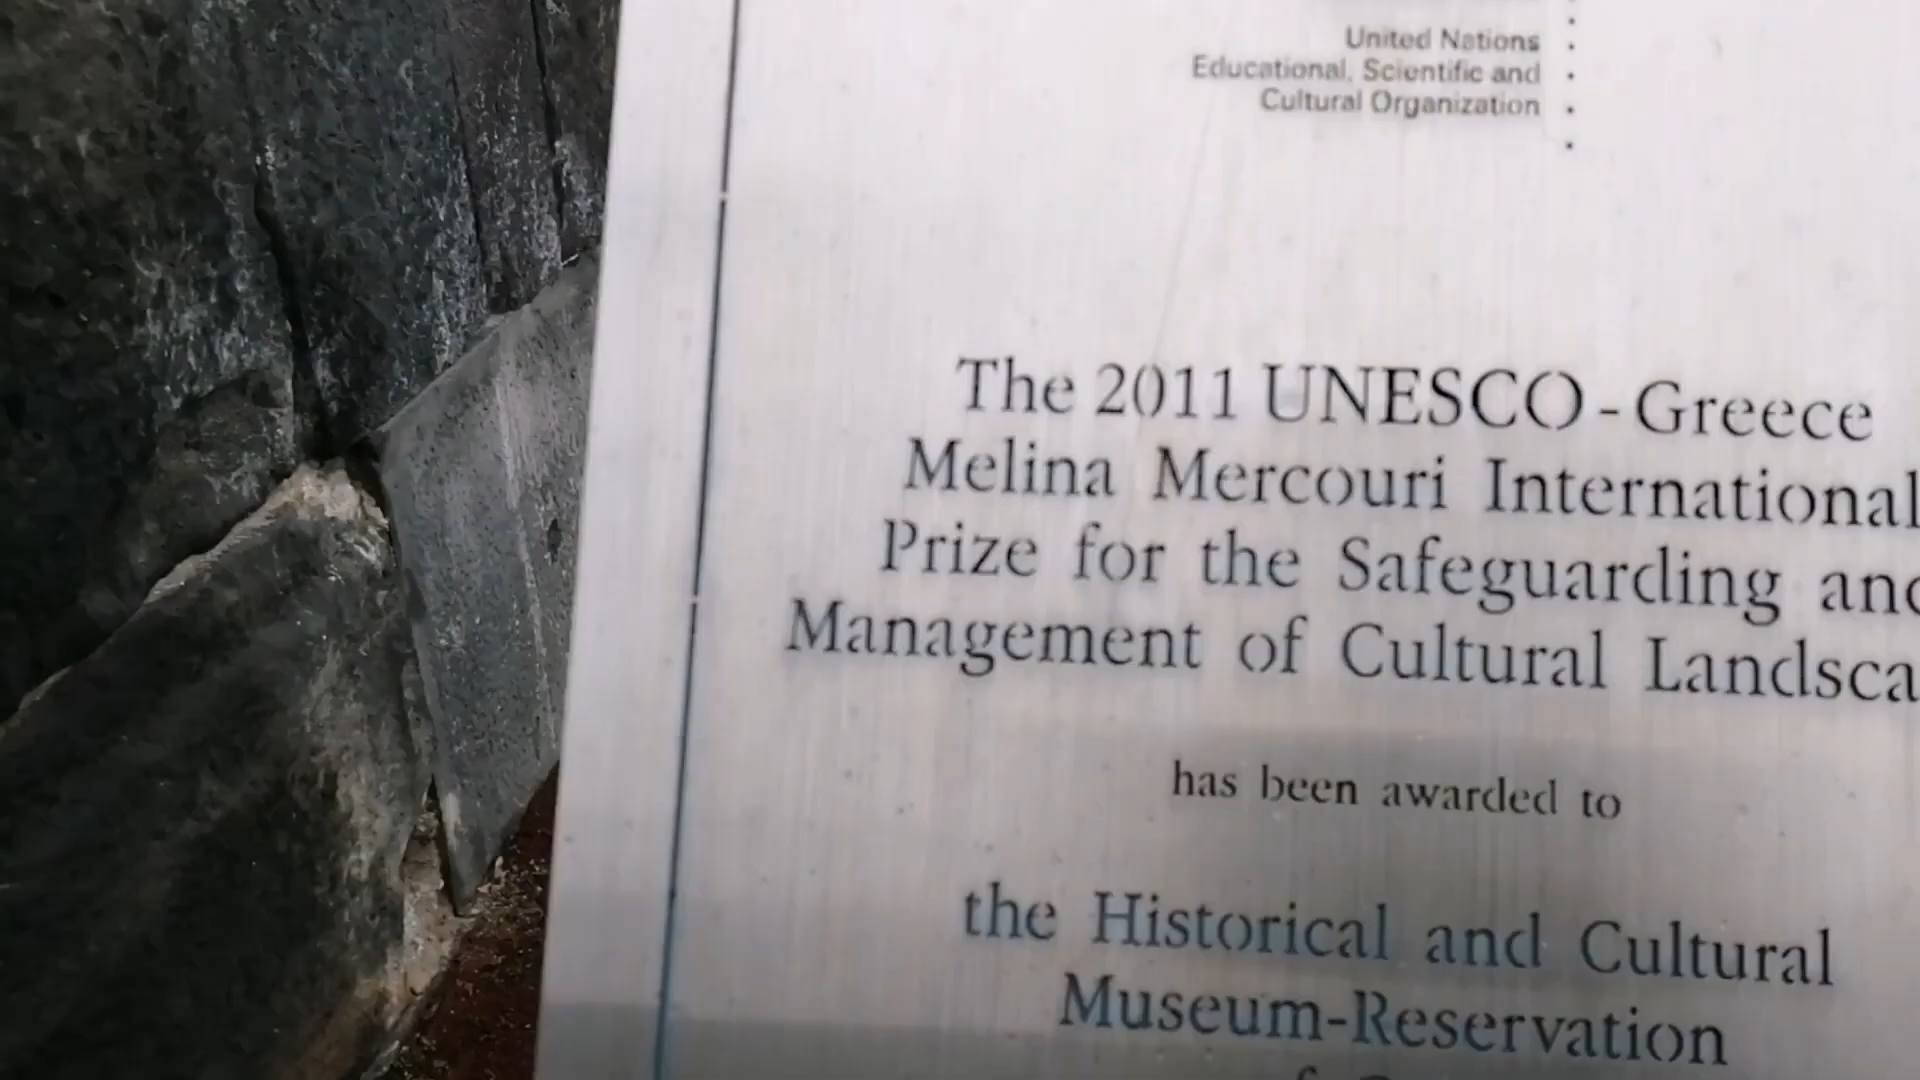 United Nations
Educational, Scientific and
Cultural Organization
The 2011 UNESCO - Greece
Melina Mercouri International
Prize for the Safeguarding and
Management of Cultural Landsca
has been awarded to
the Historical and Cultural
Museum-Reservation